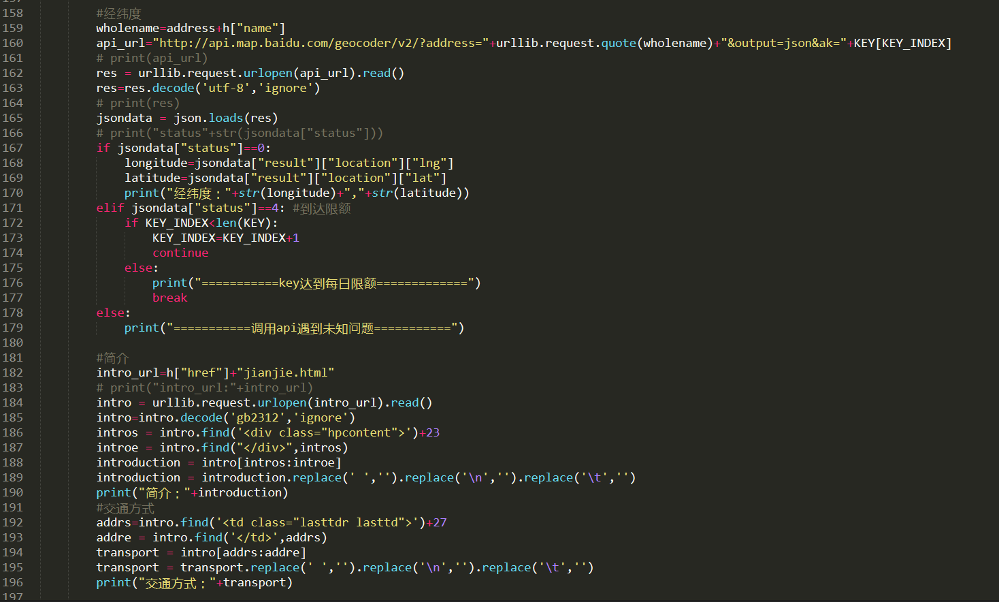 157
158 #经纬度
159 wholename=address+h["name"]
160 api_url="http://api.map.baidu.com/geocoder/v2/?address="+urllib.request.quote(wholename)+"&output=json&ak="+KEY[KEY_INDEX]
161 # print(api_url)
162 res = urllib.request.urlopen(api_url).read()
163 res=res.decode('utf-8','ignore')
164 # print(res)
165 jsondata = json.loads(res)
166 # print("status"+str(jsondata["status"]))
167 if jsondata["status"]==0:
168 longitude=jsondata["result"]["location"]["lng"]
169 latitude=jsondata["result"]["location"]["lat"]
170 print("经纬度："+str(longitude)+","+str(latitude))
171 elif jsondata["status"]==4: #到达限额
172 if KEY_INDEX<len(KEY):
173 KEY_INDEX=KEY_INDEX+1
174 continue
175 else:
176 print("===========key达到每日限额=============")
177 break
178 else:
179 print("===========调用api遇到未知问题===========")
180
181 #简介
182 intro_url=h["href"]+"jianjie.html"
183 # print("intro_url:"+intro_url)
184 intro = urllib.request.urlopen(intro_url).read()
185 intro=intro.decode('gb2312','ignore')
186 intros = intro.find('<div class="hpcontent">')+23
187 introe = intro.find("</div>",intros)
188 introduction = intro[intros:introe]
189 introduction = introduction.replace(' ','').replace('\n','').replace('\t','')
190 print("简介："+introduction)
191 #交通方式
192 addrs=intro.find('<td class="lasttdr lasttd">')+27
193 addre = intro.find('</td>',addrs)
194 transport = intro[addrs:addre]
195 transport = transport.replace(' ','').replace('\n','').replace('\t','')
196 print("交通方式："+transport)
197